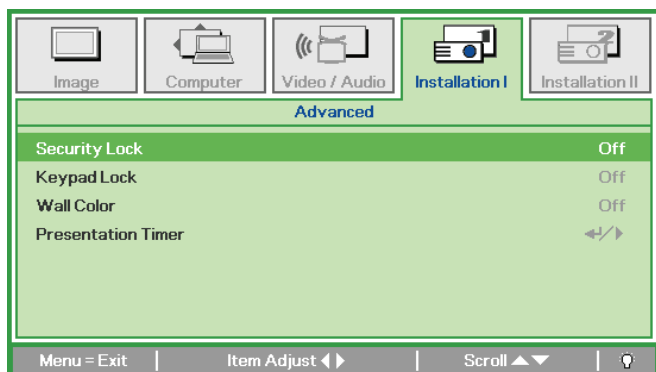 Image Computer Video / Audio Installation I Installation II
Advanced
Security Lock Off
Keypad Lock Off
Wall Color Off
Presentation Timer
Menu = Exit Item Adjust Scroll